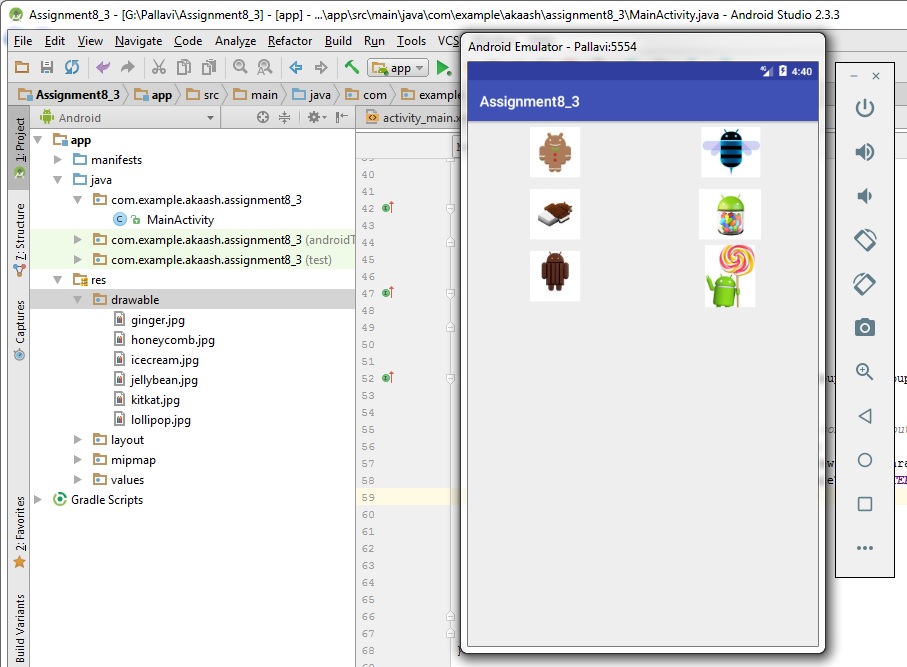 Assignment8_3 - [G:\Pallavi\Assignment8_3] - [app] - ...\app\src\main\java\com\example\akaash\assignment8_3\MainActivity.java - Android Studio 2.3.3
File Edit View Navigate Code Analyze Refactor Build Run Tools VCS
app
Assignment8_3 app src main java com example
Android
activity_main.x
1: Project
7: Structure
Captures
2: Favorites
Build Variants
app
manifests
java
com.example.akaash.assignment8_3
MainActivity
com.example.akaash.assignment8_3 (androidT
com.example.akaash.assignment8_3 (test)
res
drawable
ginger.jpg
honeycomb.jpg
icecream.jpg
jellybean.jpg
kitkat.jpg
lollipop.jpg
layout
mipmap
values
Gradle Scripts
40
41
42
43
44
45
46
47
48
49
50
51
52
53
54
55
56
57
58
59
60
61
62
63
64
65
66
67
68
Android Emulator - Pallavi:5554
4G 4:40
Assignment8_3